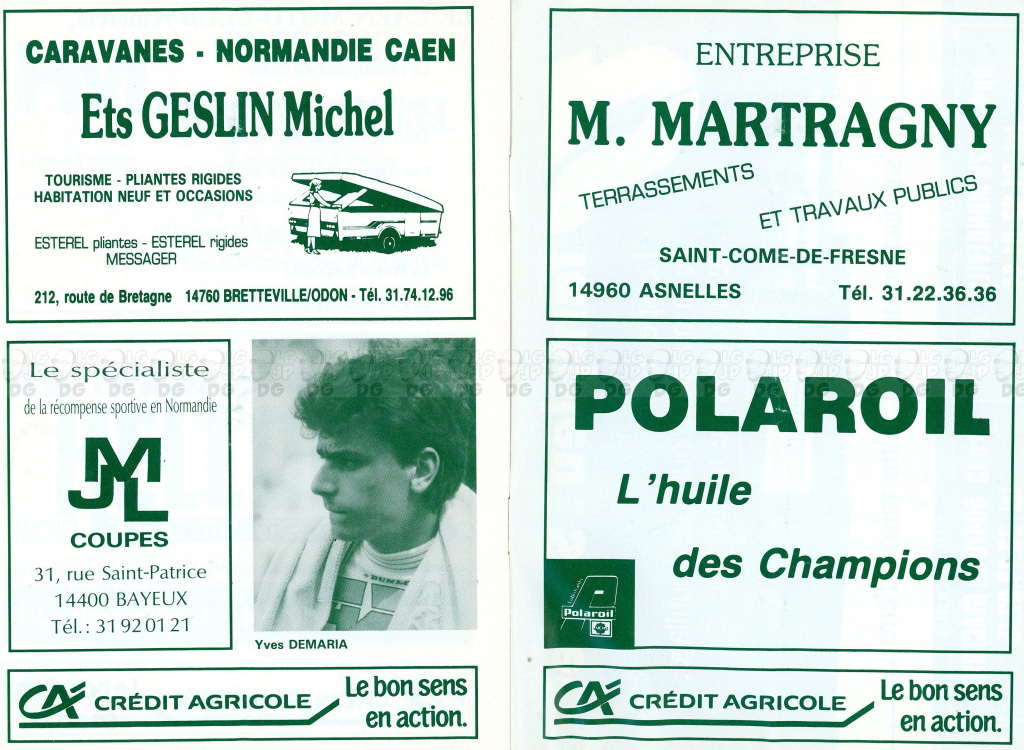 CARAVANES - NORMANDIE CAEN
Ets GESLIN Michel
TOURISME - PLIANTES RIGIDES
HABITATION NEUF ET OCCASIONS
ESTEREL pliantes - ESTEREL rigides
MESSAGER
212, route de Bretagne 14760 BRETTEVILLE/ODON - Tél. 31.74.12.96
Le spécialiste
de la récompense sportive en Normandie
JML
COUPES
31, rue Saint-Patrice
14400 BAYEUX
Tél.: 31 92 01 21
DUNLO
Yves DEMARIA
CA CRÉDIT AGRICOLE
Le bon sens
en action.
ENTREPRISE
M. MARTRAGNY
TERRASSEMENTS
ET TRAVAUX PUBLICS
SAINT-COME-DE-FRESNE
14960 ASNELLES Tél. 31.22.36.36
POLAROIL
L'huile
des Champions
Lubrifiants
Polaroil
CA CRÉDIT AGRICOLE
Le bon sens
en action.